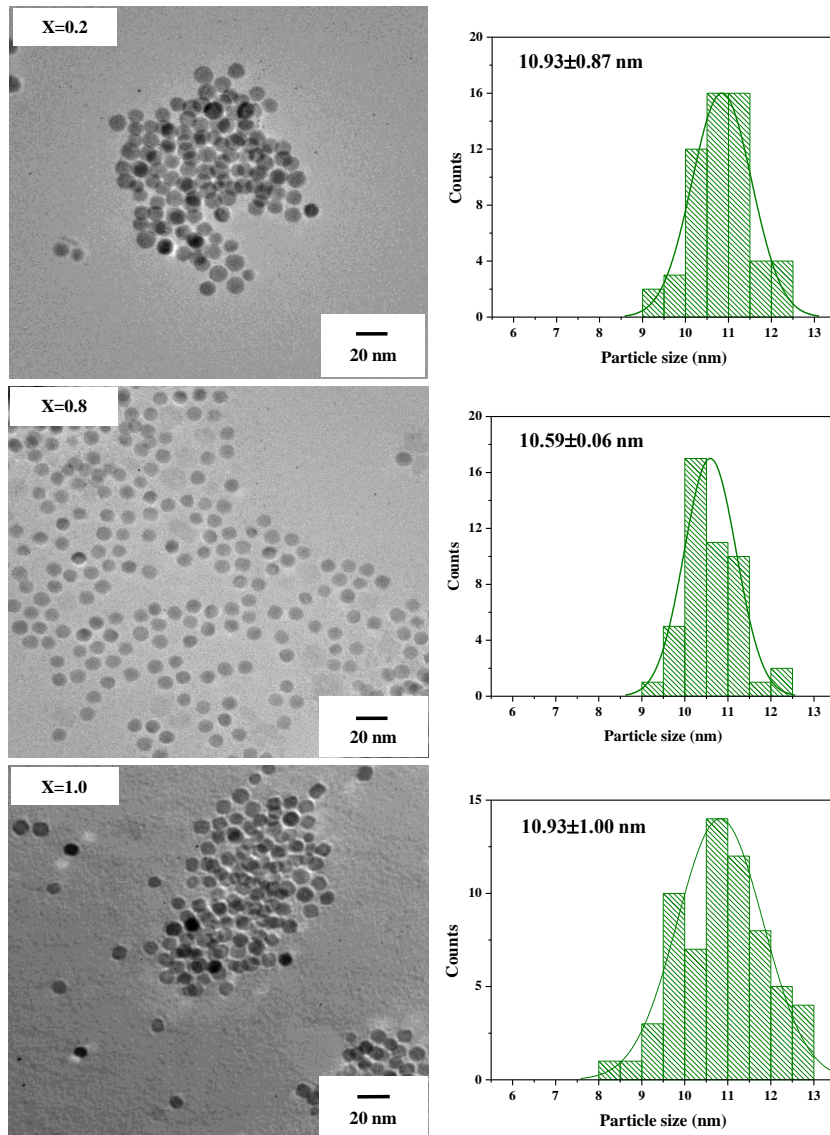 X=0.2
20 nm
10.93±0.87 nm
20
16
12
8
4
0
Counts
6 7 8 9 10 11 12 13
Particle size (nm)
X=0.8
20 nm
10.59±0.06 nm
20
16
12
8
4
0
Counts
6 7 8 9 10 11 12 13
Particle size (nm)
X=1.0
20 nm
10.93±1.00 nm
15
10
5
0
Counts
6 7 8 9 10 11 12 13
Particle size (nm)